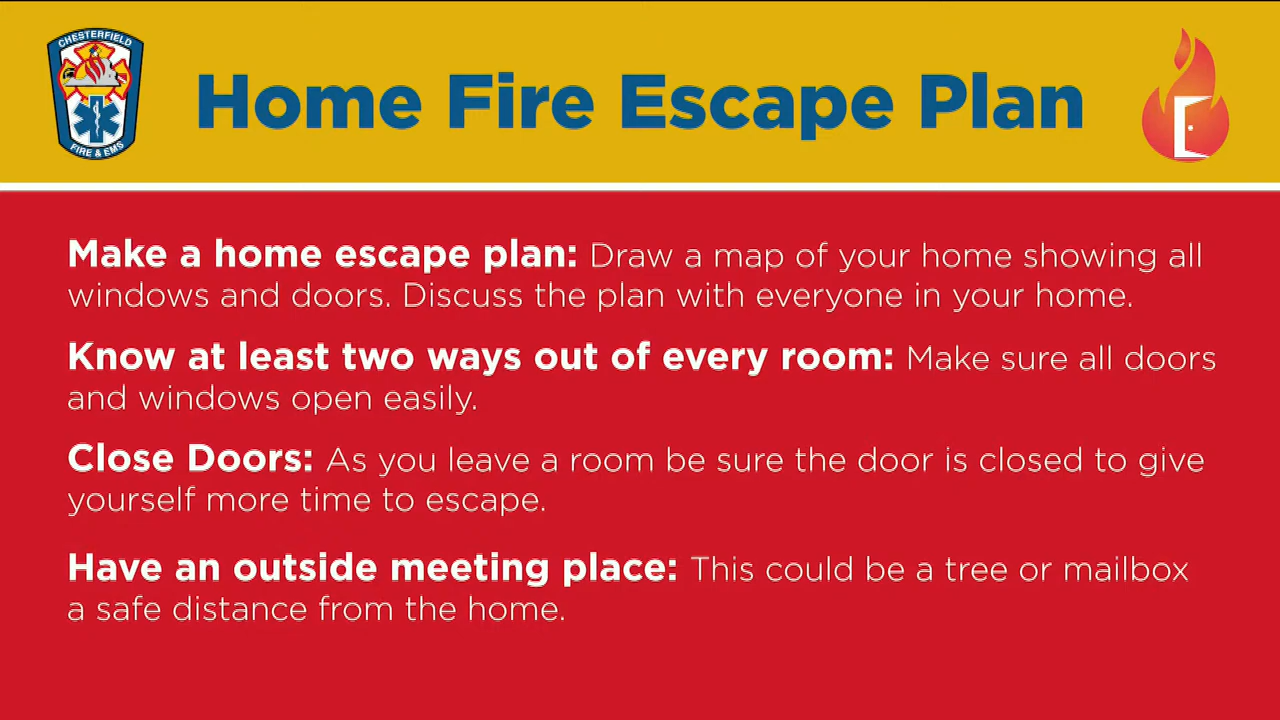 CHESTERFIELD
FIRE & EMS
Home Fire Escape Plan
Make a home escape plan: Draw a map of your home showing all
windows and doors. Discuss the plan with everyone in your home.
Know at least two ways out of every room: Make sure all doors
and windows open easily.
Close Doors: As you leave a room be sure the door is closed to give
yourself more time to escape.
Have an outside meeting place: This could be a tree or mailbox
a safe distance from the home.